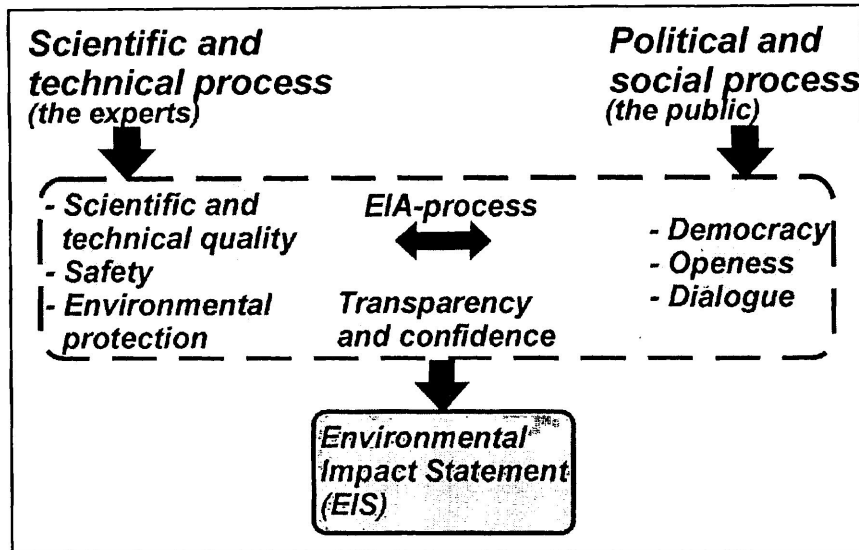 Scientific and
technical process
(the experts)
Political and
social process
(the public)
- Scientific and
technical quality
- Safety
- Environmental
protection
EIA-process
Transparency
and confidence
- Democracy
- Openess
- Dialogue
Environmental
Impact Statement
(EIS)